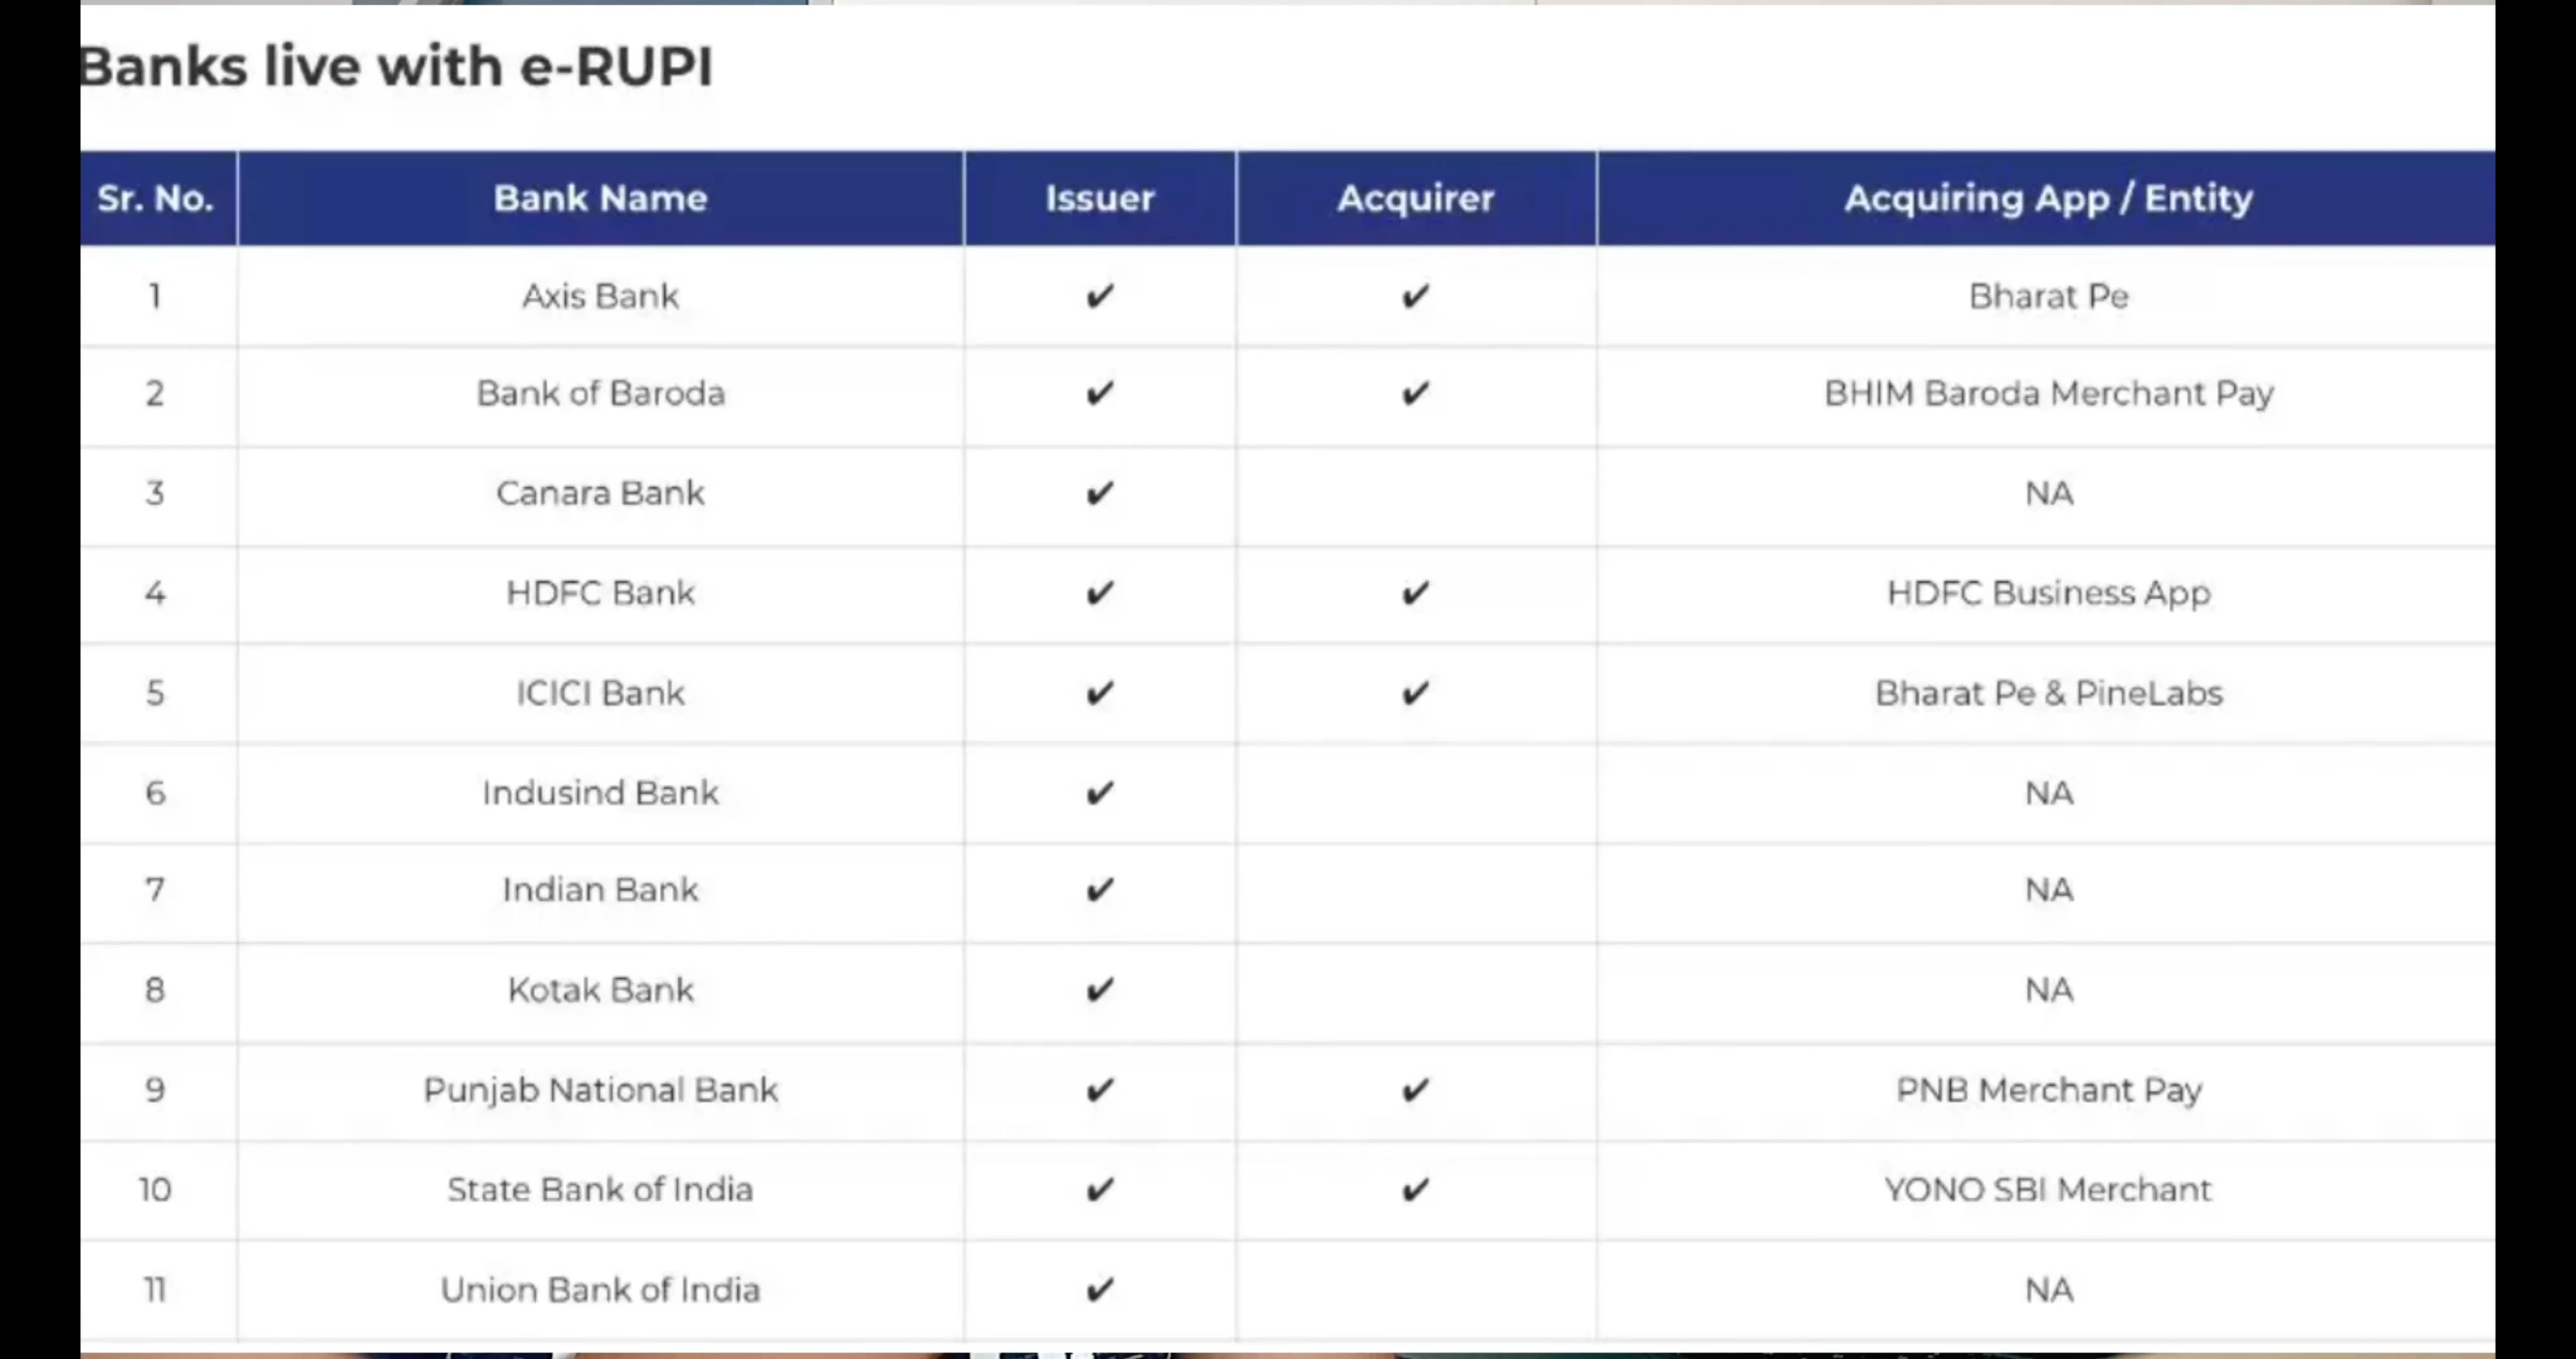 Banks live with e-RUPI
Sr. No. Bank Name Issuer Acquirer Acquiring App / Entity
1 Axis Bank ✔ ✔ Bharat Pe
2 Bank of Baroda ✔ ✔ BHIM Baroda Merchant Pay
3 Canara Bank ✔ NA
4 HDFC Bank ✔ ✔ HDFC Business App
5 ICICI Bank ✔ ✔ Bharat Pe & PineLabs
6 Indusind Bank ✔ NA
7 Indian Bank ✔ NA
8 Kotak Bank ✔ NA
9 Punjab National Bank ✔ ✔ PNB Merchant Pay
10 State Bank of India ✔ ✔ YONO SBI Merchant
11 Union Bank of India ✔ NA